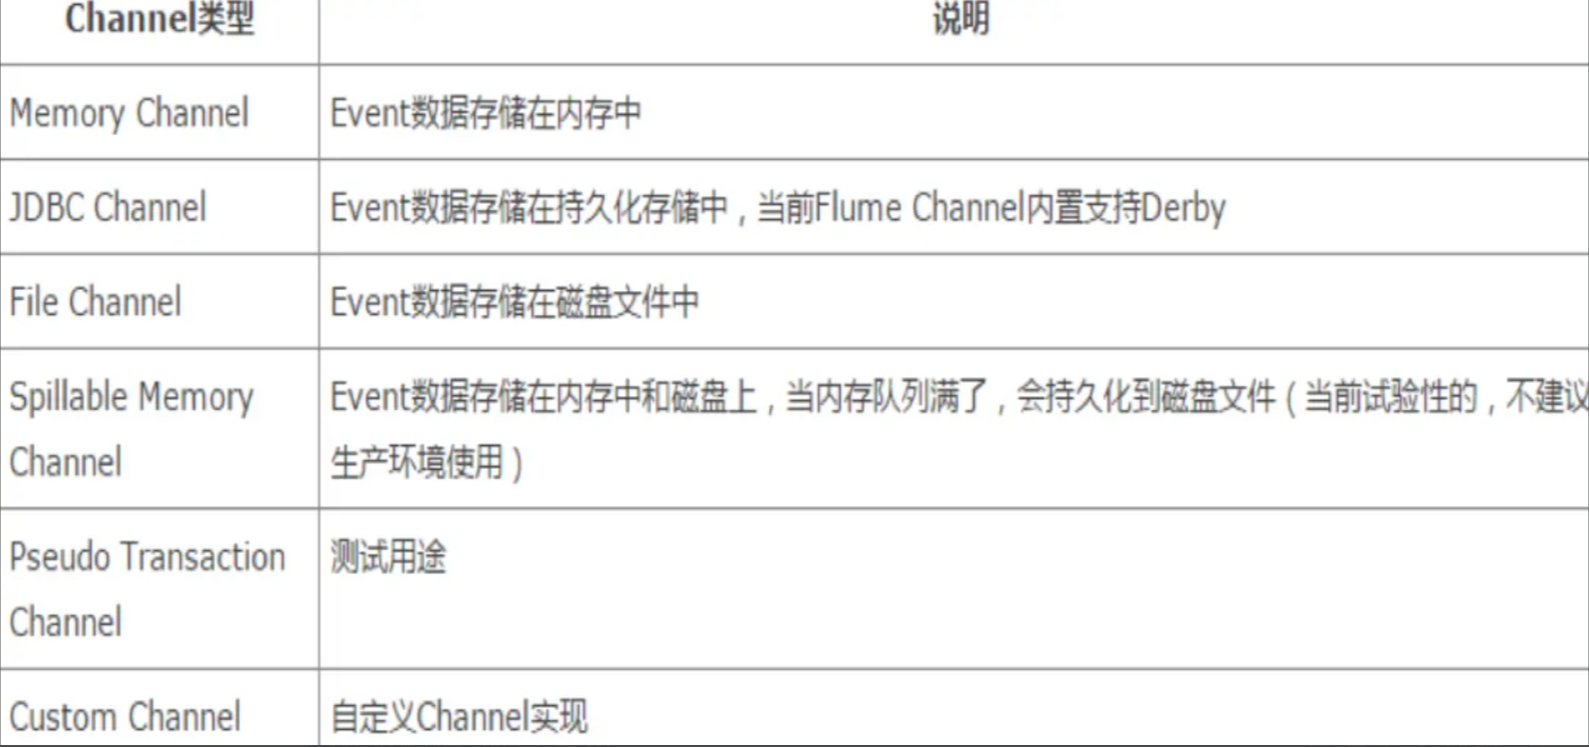 Channel类型 说明
Memory Channel Event数据存储在内存中
JDBC Channel Event数据存储在持久化存储中，当前Flume Channel内置支持Derby
File Channel Event数据存储在磁盘文件中
Spillable Memory Event数据存储在内存中和磁盘上，当内存队列满了，会持久化到磁盘文件（当前试验性的，不建议
Channel 生产环境使用）
Pseudo Transaction 测试用途
Channel
Custom Channel 自定义Channel实现